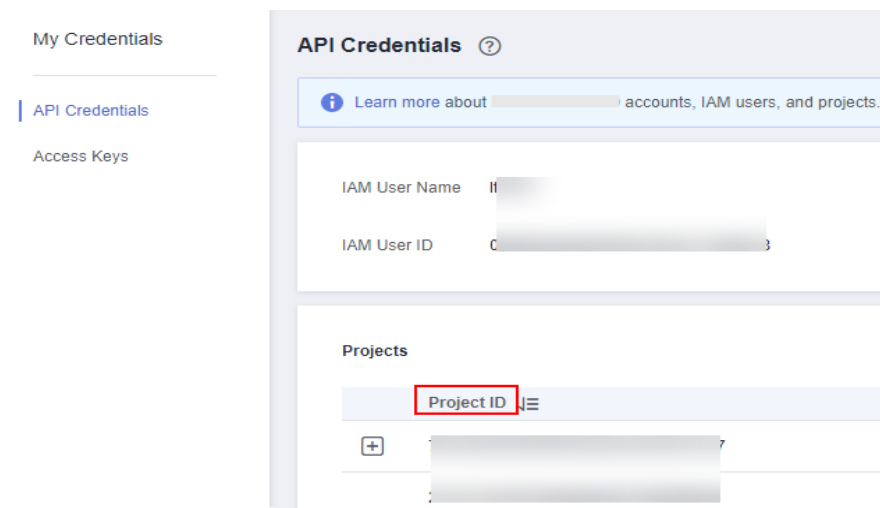 My Credentials
API Credentials
Access Keys
API Credentials ?
Learn more about accounts, IAM users, and projects.
IAM User Name
IAM User ID
Projects
Project ID